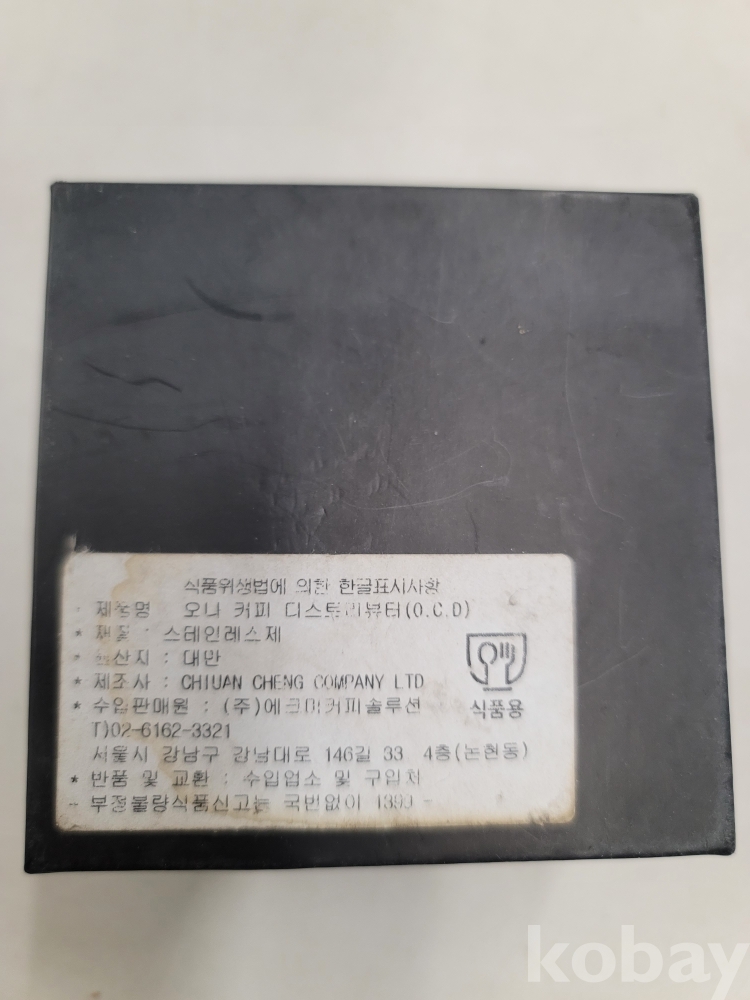 식품위생법에 의한 한글표시사항
제품명 오나 커피 디스트리뷰터(O.C.D)
* 재질 : 스테인레스제
원산지 : 대만
* 제조사 : CHIUAN CHENG COMPANY LTD
* 수입판매원 : (주)에크미커피솔루션
T)02-6162-3321
서울시 강남구 강남대로 146길 33 4층(논현동)
* 반품 및 교환 : 수입업소 및 구입처
- 부정불량식품신고는 국번없이 1399 -
식품용
kobay